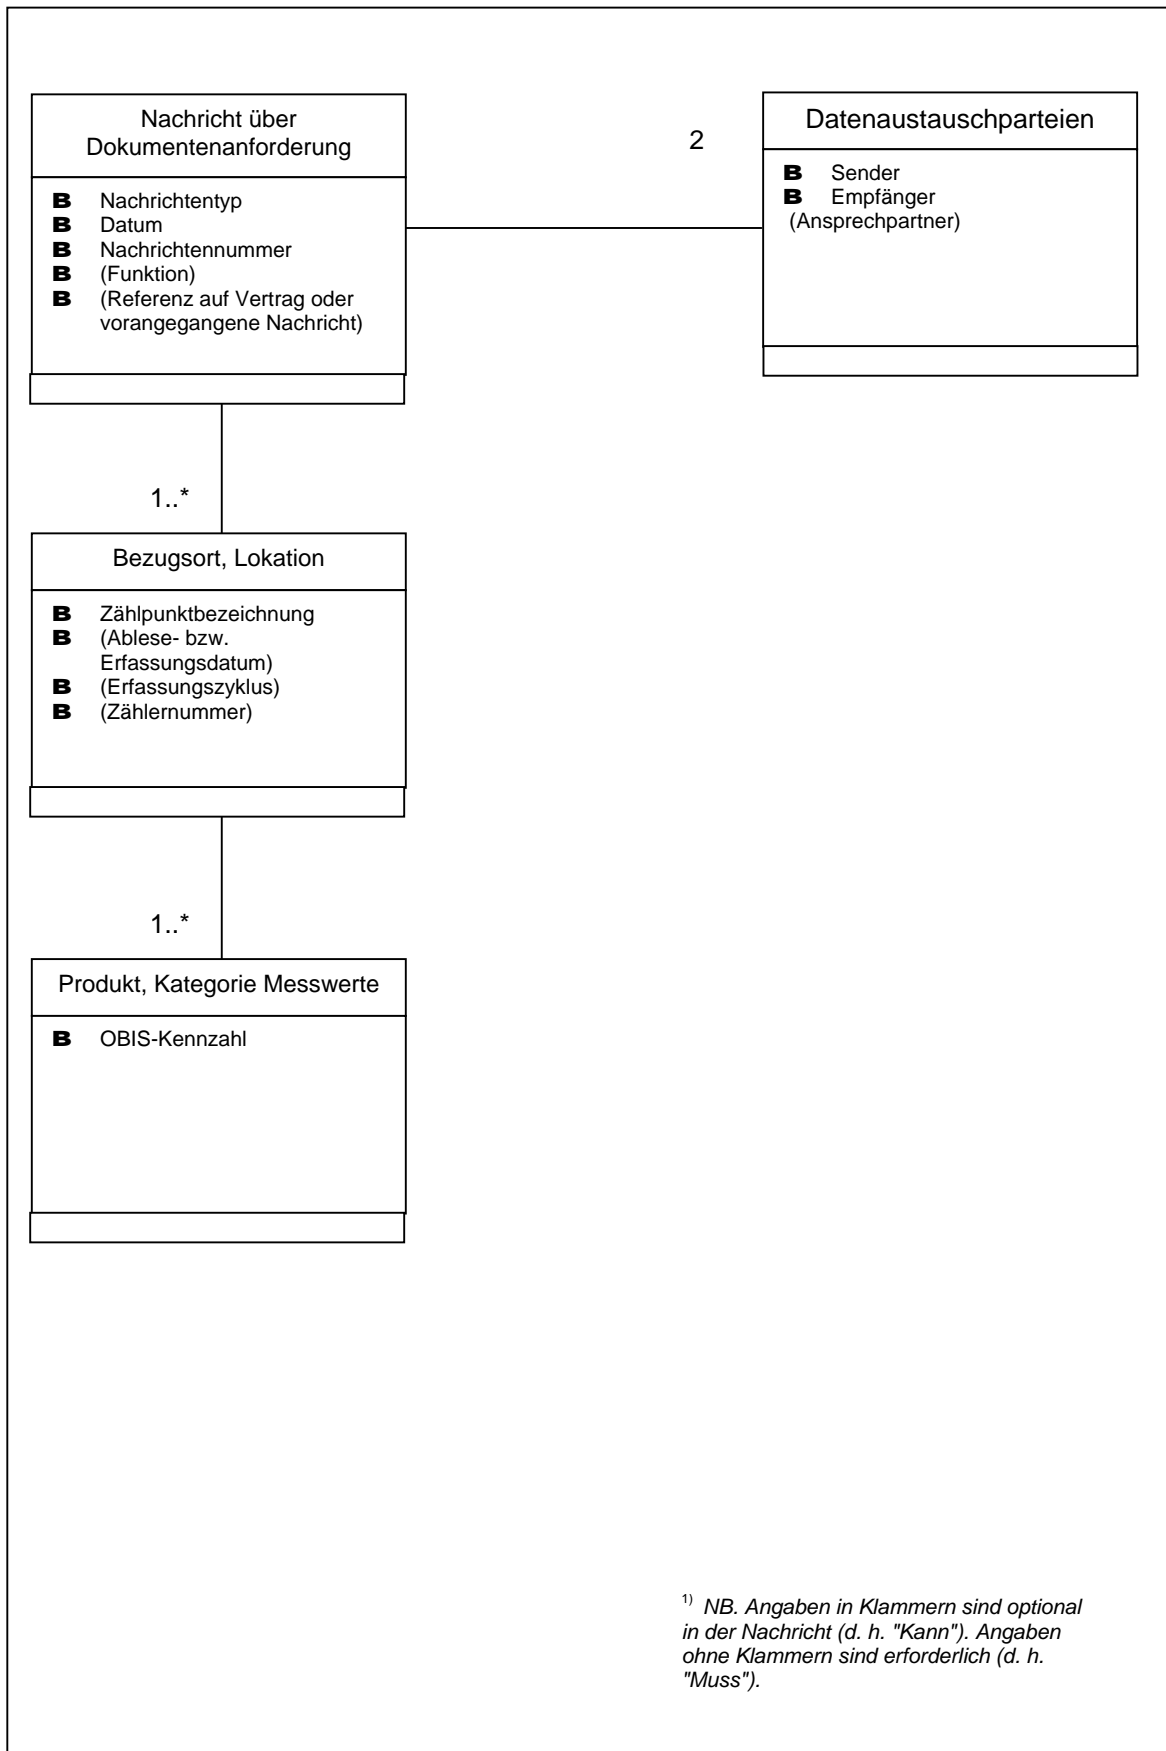 Nachricht über
Dokumentenanforderung
B Nachrichtentyp
B Datum
B Nachrichtennummer
B (Funktion)
B (Referenz auf Vertrag oder
vorangegangene Nachricht)
2
Datenaustauschparteien
B Sender
B Empfänger
(Ansprechpartner)
1..*
Bezugsort, Lokation
B Zählpunktbezeichnung
B (Ablese- bzw.
Erfassungsdatum)
B (Erfassungszyklus)
B (Zählernummer)
1..*
Produkt, Kategorie Messwerte
B OBIS-Kennzahl
1) NB. Angaben in Klammern sind optional
in der Nachricht (d. h. "Kann"). Angaben
ohne Klammern sind erforderlich (d. h.
"Muss").